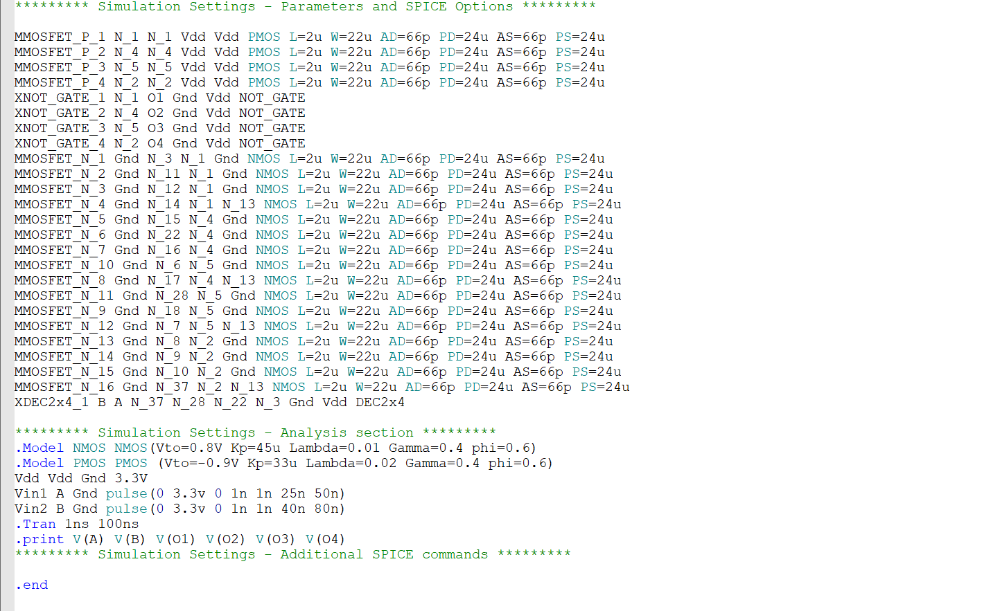 ********* Simulation Settings - Parameters and SPICE Options *********
MMOSFET_P_1 N_1 N_1 Vdd Vdd PMOS L=2u W=22u AD=66p PD=24u AS=66p PS=24u
MMOSFET_P_2 N_4 N_4 Vdd Vdd PMOS L=2u W=22u AD=66p PD=24u AS=66p PS=24u
MMOSFET_P_3 N_5 N_5 Vdd Vdd PMOS L=2u W=22u AD=66p PD=24u AS=66p PS=24u
MMOSFET_P_4 N_2 N_2 Vdd Vdd PMOS L=2u W=22u AD=66p PD=24u AS=66p PS=24u
XNOT_GATE_1 N_1 O1 Gnd Vdd NOT_GATE
XNOT_GATE_2 N_4 O2 Gnd Vdd NOT_GATE
XNOT_GATE_3 N_5 O3 Gnd Vdd NOT_GATE
XNOT_GATE_4 N_2 O4 Gnd Vdd NOT_GATE
MMOSFET_N_1 Gnd N_3 N_1 Gnd NMOS L=2u W=22u AD=66p PD=24u AS=66p PS=24u
MMOSFET_N_2 Gnd N_11 N_1 Gnd NMOS L=2u W=22u AD=66p PD=24u AS=66p PS=24u
MMOSFET_N_3 Gnd N_12 N_1 Gnd NMOS L=2u W=22u AD=66p PD=24u AS=66p PS=24u
MMOSFET_N_4 Gnd N_14 N_1 N_13 NMOS L=2u W=22u AD=66p PD=24u AS=66p PS=24u
MMOSFET_N_5 Gnd N_15 N_4 Gnd NMOS L=2u W=22u AD=66p PD=24u AS=66p PS=24u
MMOSFET_N_6 Gnd N_22 N_4 Gnd NMOS L=2u W=22u AD=66p PD=24u AS=66p PS=24u
MMOSFET_N_7 Gnd N_16 N_4 Gnd NMOS L=2u W=22u AD=66p PD=24u AS=66p PS=24u
MMOSFET_N_10 Gnd N_6 N_5 Gnd NMOS L=2u W=22u AD=66p PD=24u AS=66p PS=24u
MMOSFET_N_8 Gnd N_17 N_4 N_13 NMOS L=2u W=22u AD=66p PD=24u AS=66p PS=24u
MMOSFET_N_11 Gnd N_28 N_5 Gnd NMOS L=2u W=22u AD=66p PD=24u AS=66p PS=24u
MMOSFET_N_9 Gnd N_18 N_5 Gnd NMOS L=2u W=22u AD=66p PD=24u AS=66p PS=24u
MMOSFET_N_12 Gnd N_7 N_5 N_13 NMOS L=2u W=22u AD=66p PD=24u AS=66p PS=24u
MMOSFET_N_13 Gnd N_8 N_2 Gnd NMOS L=2u W=22u AD=66p PD=24u AS=66p PS=24u
MMOSFET_N_14 Gnd N_9 N_2 Gnd NMOS L=2u W=22u AD=66p PD=24u AS=66p PS=24u
MMOSFET_N_15 Gnd N_10 N_2 Gnd NMOS L=2u W=22u AD=66p PD=24u AS=66p PS=24u
MMOSFET_N_16 Gnd N_37 N_2 N_13 NMOS L=2u W=22u AD=66p PD=24u AS=66p PS=24u
XDEC2x4_1 B A N_37 N_28 N_22 N_3 Gnd Vdd DEC2x4
********* Simulation Settings - Analysis section *********
.Model NMOS NMOS(Vto=0.8V Kp=45u Lambda=0.01 Gamma=0.4 phi=0.6)
.Model PMOS PMOS (Vto=-0.9V Kp=33u Lambda=0.02 Gamma=0.4 phi=0.6)
Vdd Vdd Gnd 3.3V
Vin1 A Gnd pulse(0 3.3v 0 1n 1n 25n 50n)
Vin2 B Gnd pulse(0 3.3v 0 1n 1n 40n 80n)
.Tran 1ns 100ns
.print V(A) V(B) V(O1) V(O2) V(O3) V(O4)
********* Simulation Settings - Additional SPICE commands *********
.end